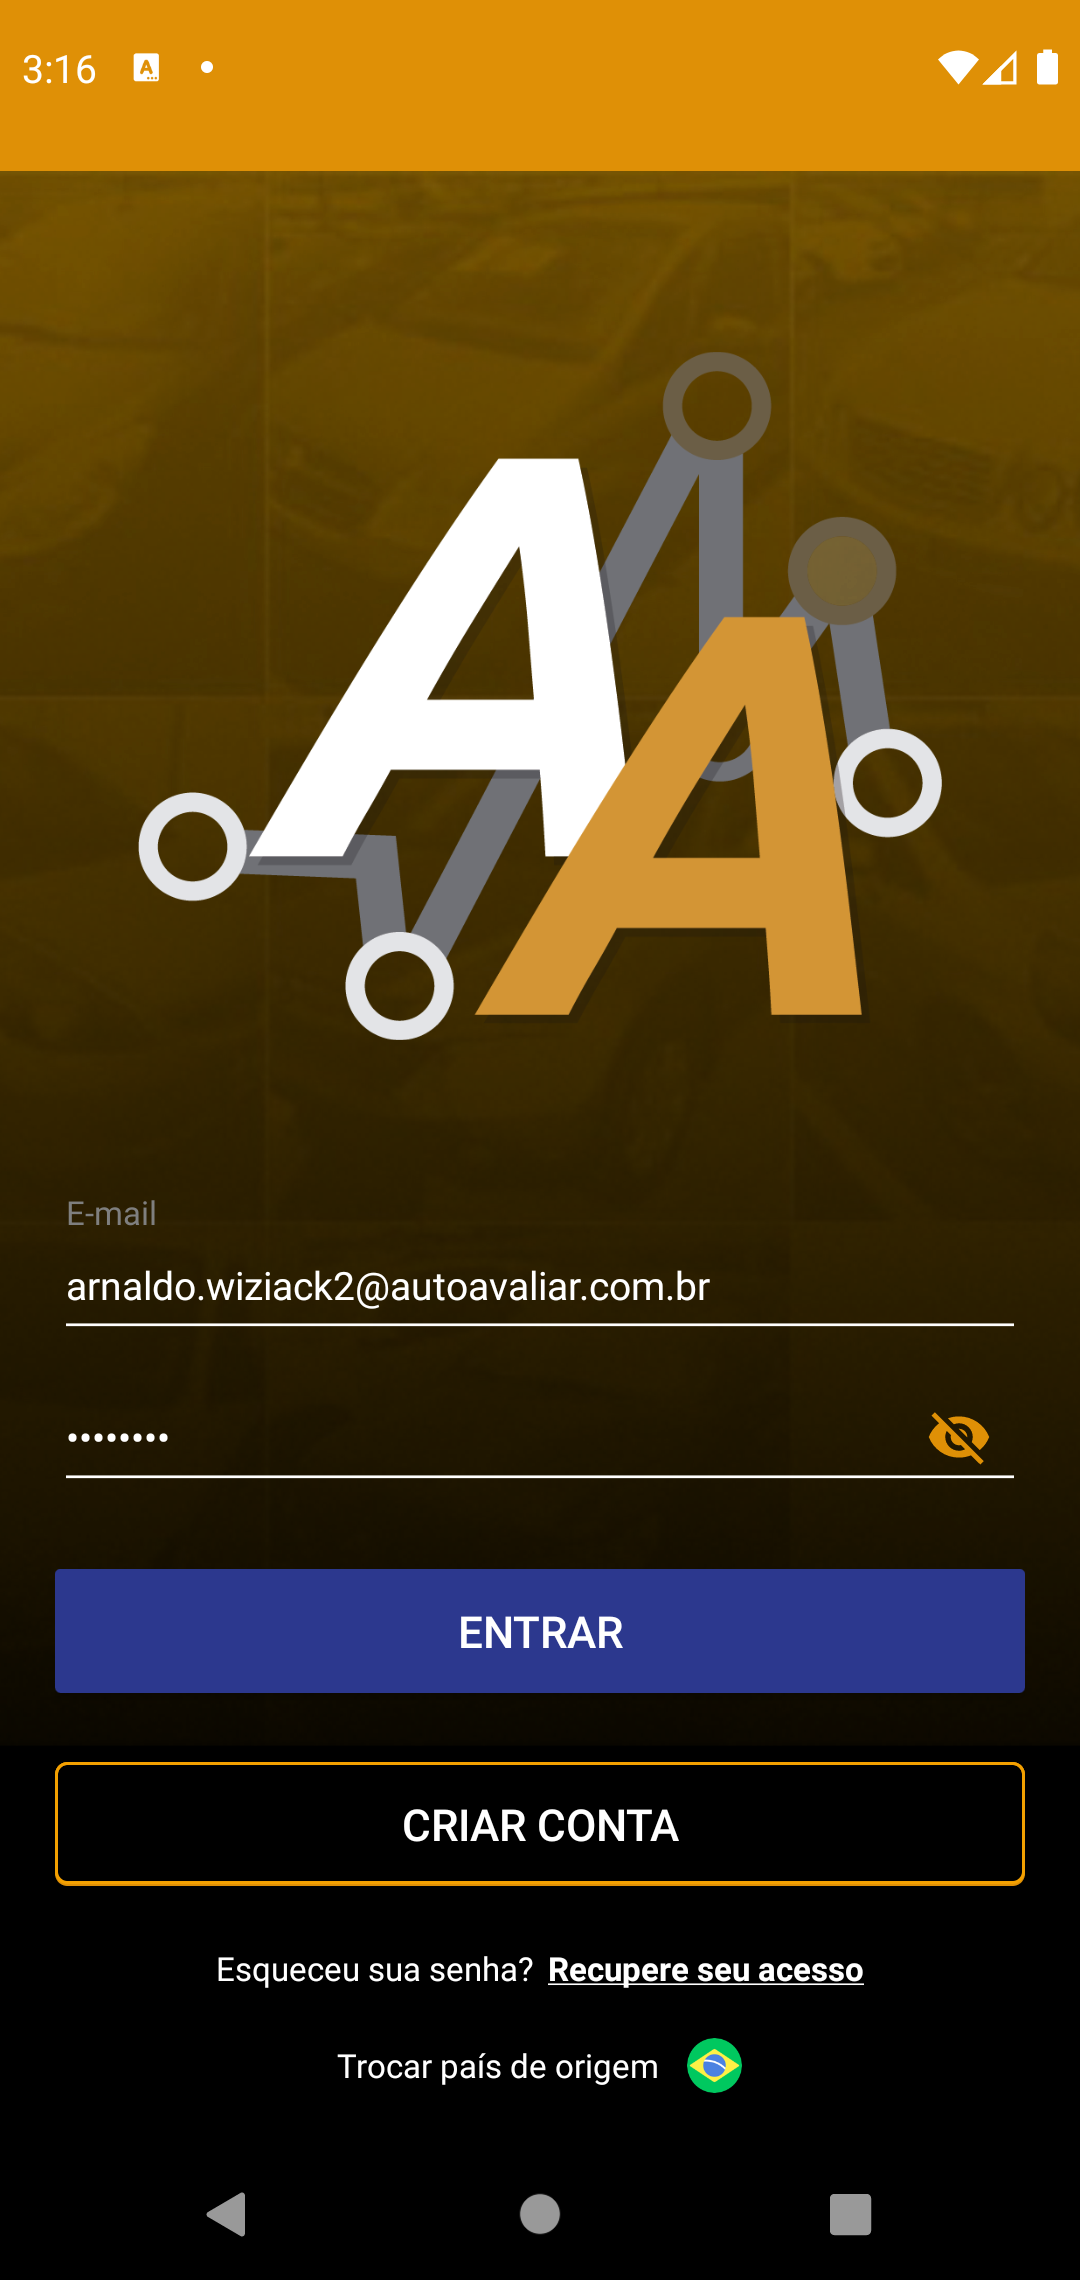 3:16
AA
E-mail
arnaldo.wiziack2@autoavaliar.com.br
••••••••
ENTRAR
CRIAR CONTA
Esqueceu sua senha? Recupere seu acesso
Trocar país de origem